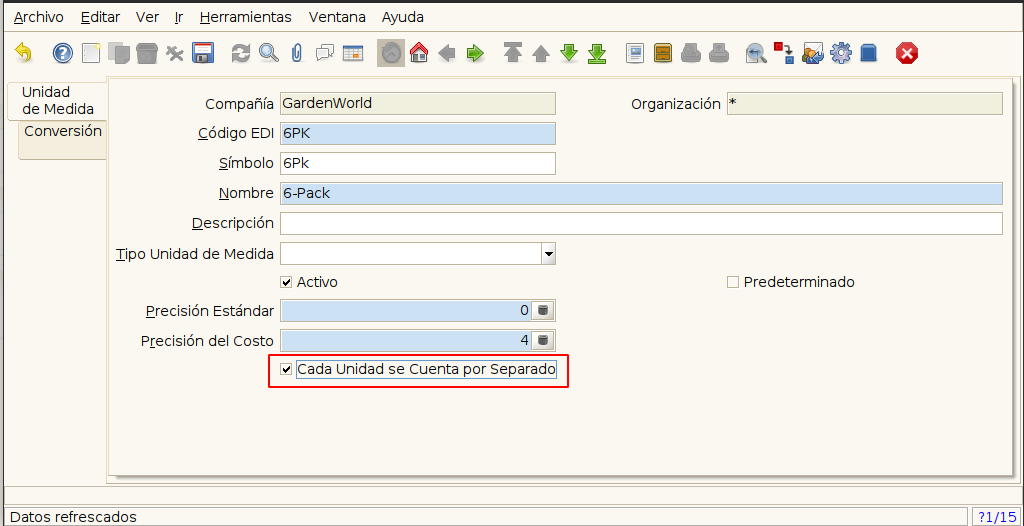 Archivo Editar Ver Ir Herramientas Ventana Ayuda
Unidad
de Medida
Conversión
Compañía GardenWorld Organización *
Código EDI 6PK
Símbolo 6Pk
Nombre 6-Pack
Descripción
Tipo Unidad de Medida
Activo Predeterminado
Precisión Estándar 0
Precisión del Costo 4
Cada Unidad se Cuenta por Separado
Datos refrescados ?1/15